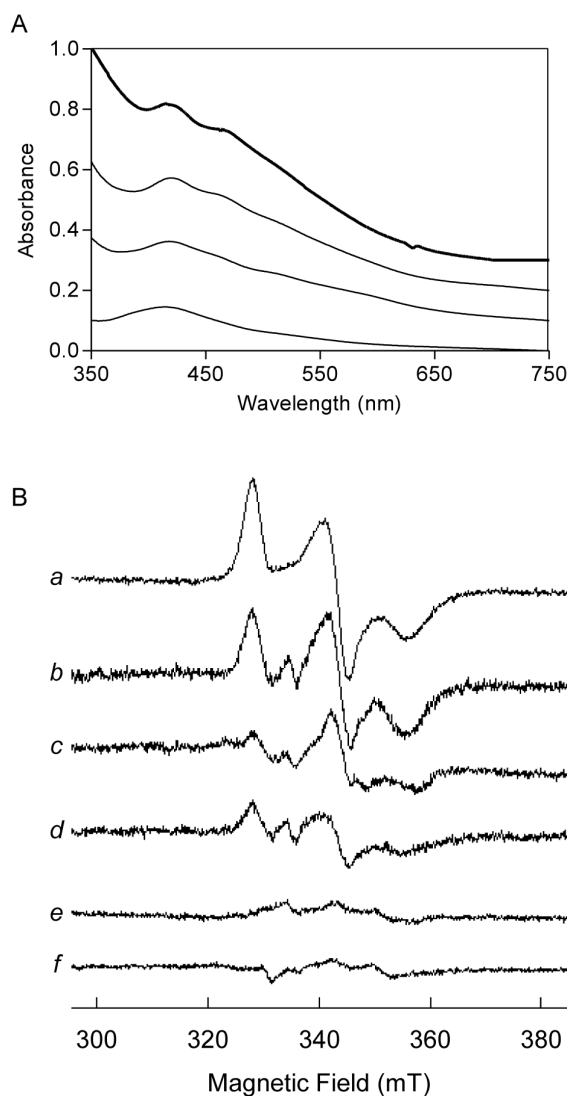 A
1.0
0.8
0.6
0.4
0.2
0.0
Absorbance
350 450 550 650 750
Wavelength (nm)
B
a
b
c
d
e
f
300 320 340 360 380
Magnetic Field (mT)